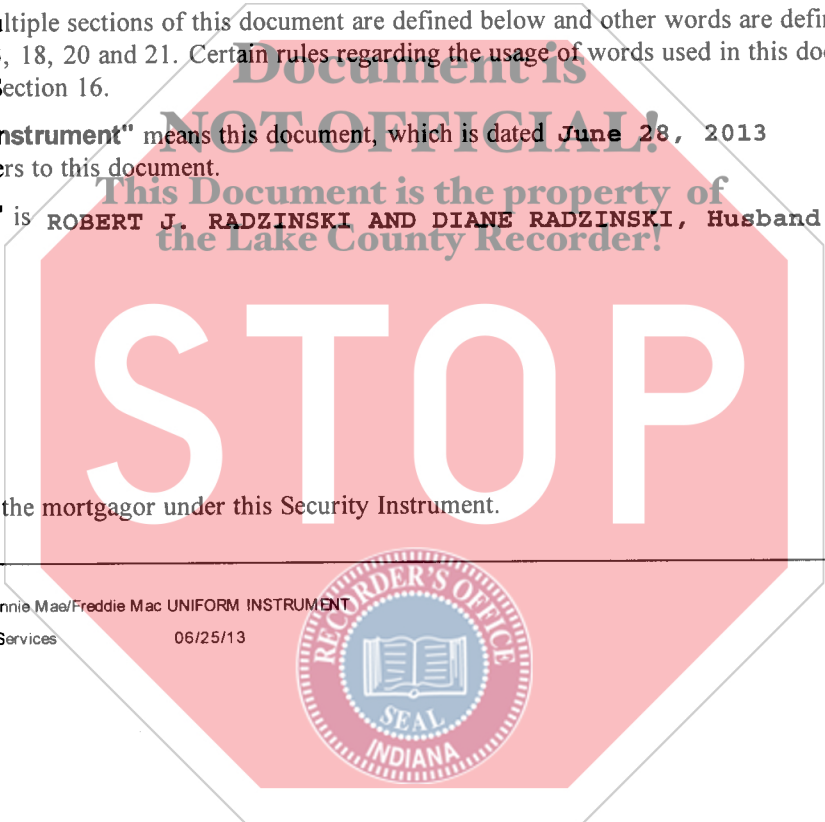 ltiple sections of this document are defined below and other words are defin
, 18, 20 and 21. Certain rules regarding the usage of words used in this do
Section 16.
Document is
nstrument" means this document, which is dated June 28, 2013
NOT OFFICIAL!
ers to this document.
This Document is the property of
" is ROBERT J. RADZINSKI AND DIANE RADZINSKI, Husband
the Lake County Recorder!
STOP
the mortgagor under this Security Instrument.
nnie Mae/Freddie Mac UNIFORM INSTRUMENT
Services 06/25/13
RECORDER'S OFFICE
SEAL
INDIANA